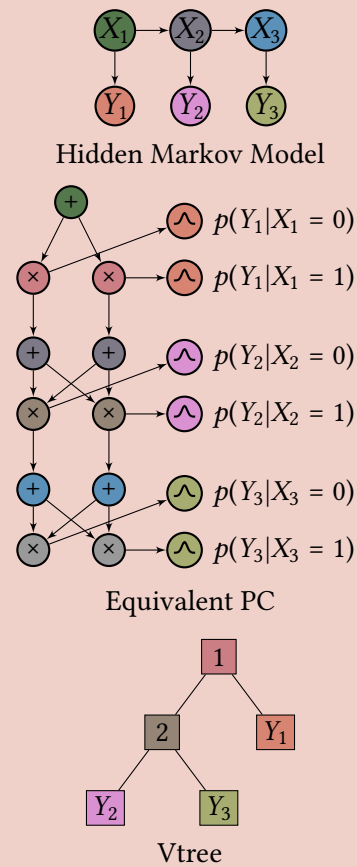 X₁ X₂ X₃
Y₁ Y₂ Y₃
Hidden Markov Model
+ p(Y₁|X₁ = 0)
× × p(Y₁|X₁ = 1)
+ + p(Y₂|X₂ = 0)
× × p(Y₂|X₂ = 1)
+ + p(Y₃|X₃ = 0)
× × p(Y₃|X₃ = 1)
Equivalent PC
1
2 Y₁
Y₂ Y₃
Vtree